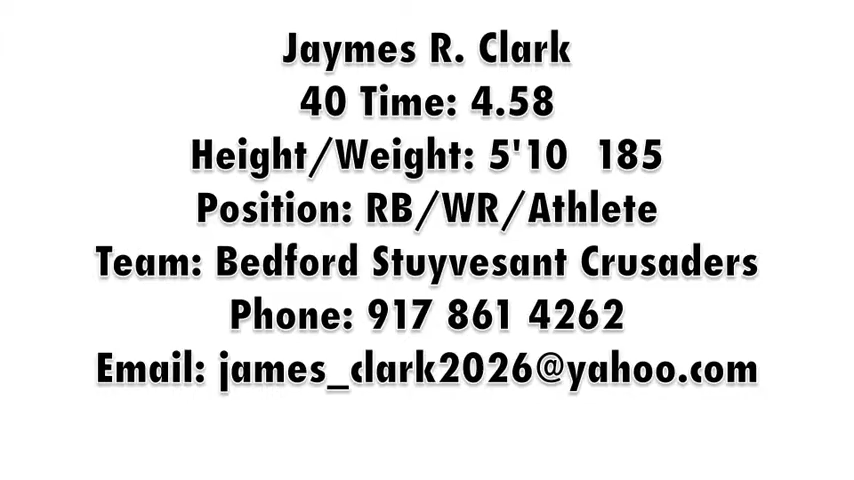 Jaymes R. Clark
40 Time: 4.58
Height/Weight: 5'10 185
Position: RB/WR/Athlete
Team: Bedford Stuyvesant Crusaders
Phone: 917 861 4262
Email: james_clark2026@yahoo.com